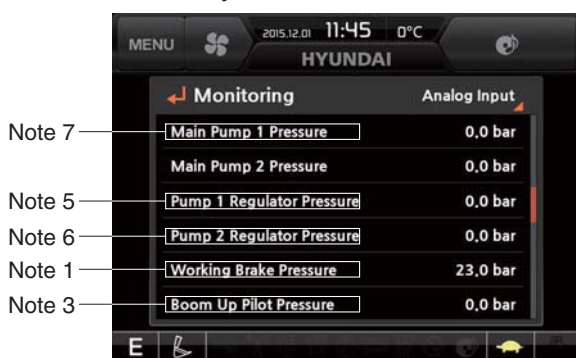 MENU 2015.12.01 11:45 0°C
HYUNDAI
Monitoring Analog Input
Note 7 Main Pump 1 Pressure 0.0 bar
Main Pump 2 Pressure 0.0 bar
Note 5 Pump 1 Regulator Pressure 0.0 bar
Note 6 Pump 2 Regulator Pressure 0.0 bar
Note 1 Working Brake Pressure 23.0 bar
Note 3 Boom Up Pilot Pressure 0.0 bar
E